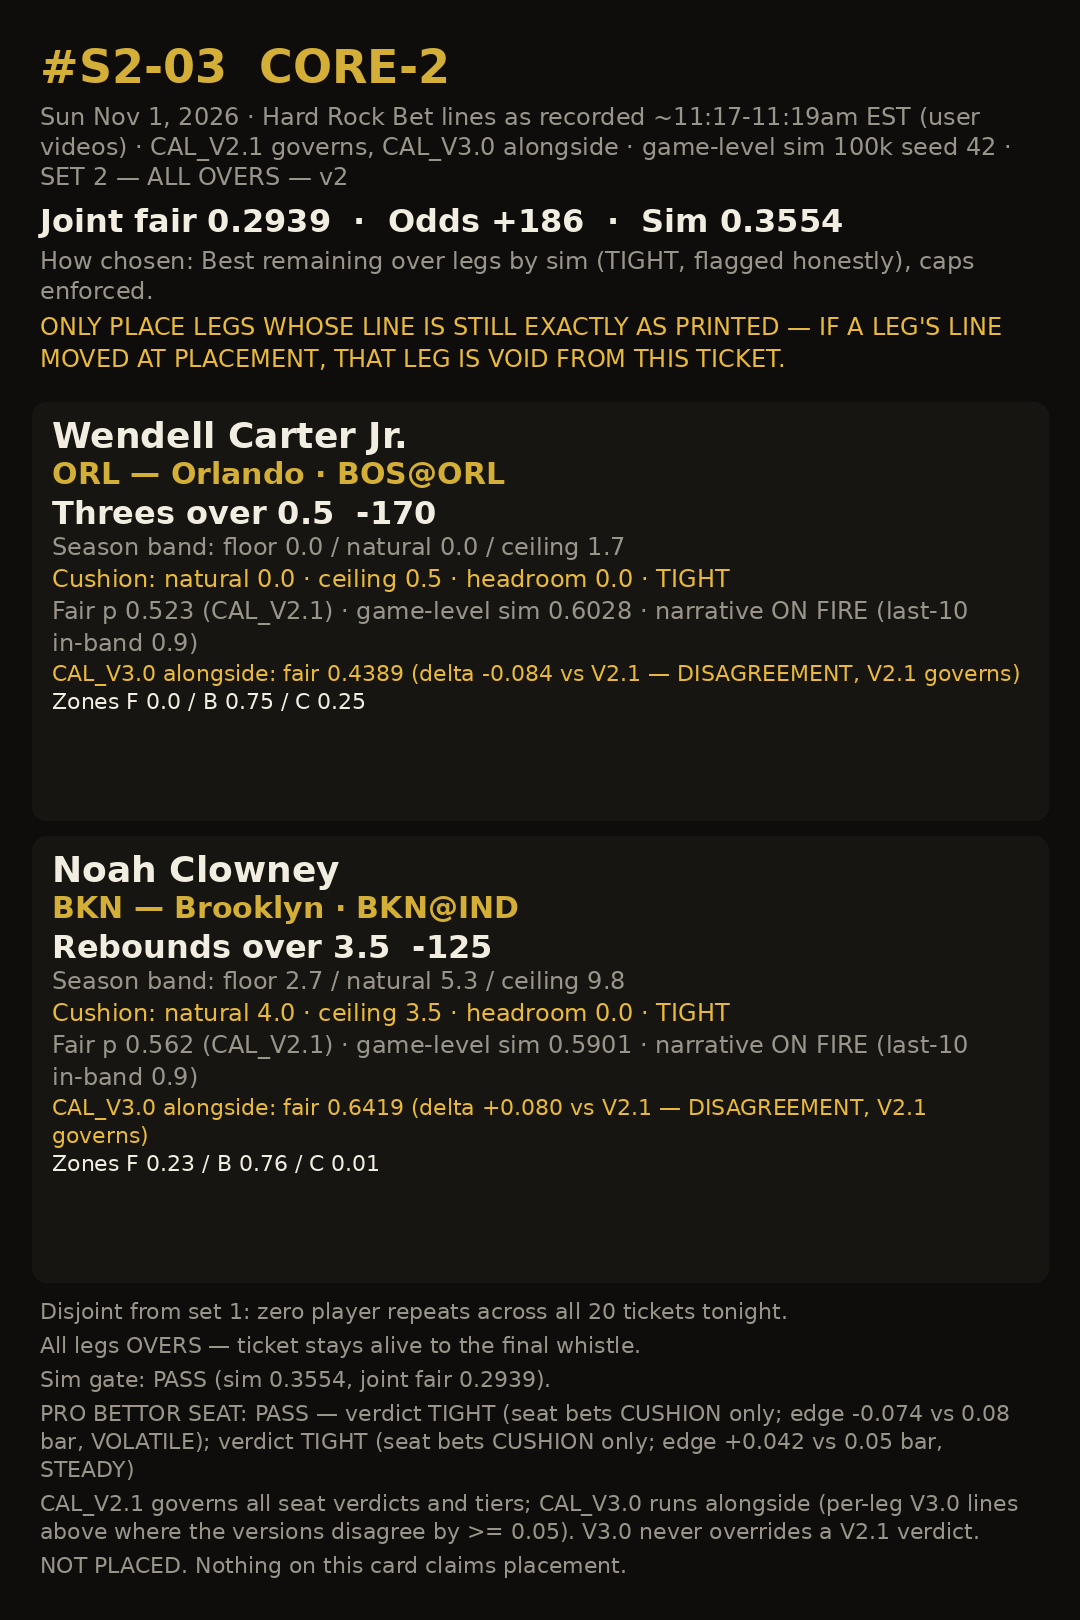 #S2-03 CORE-2
Sun Nov 1, 2026 · Hard Rock Bet lines as recorded ~11:17-11:19am EST (user
videos) · CAL_V2.1 governs, CAL_V3.0 alongside · game-level sim 100k seed 42 ·
SET 2 — ALL OVERS — v2
Joint fair 0.2939 · Odds +186 · Sim 0.3554
How chosen: Best remaining over legs by sim (TIGHT, flagged honestly), caps
enforced.
ONLY PLACE LEGS WHOSE LINE IS STILL EXACTLY AS PRINTED — IF A LEG'S LINE
MOVED AT PLACEMENT, THAT LEG IS VOID FROM THIS TICKET.
Wendell Carter Jr.
ORL — Orlando · BOS@ORL
Threes over 0.5 -170
Season band: floor 0.0 / natural 0.0 / ceiling 1.7
Cushion: natural 0.0 · ceiling 0.5 · headroom 0.0 · TIGHT
Fair p 0.523 (CAL_V2.1) · game-level sim 0.6028 · narrative ON FIRE (last-10
in-band 0.9)
CAL_V3.0 alongside: fair 0.4389 (delta -0.084 vs V2.1 — DISAGREEMENT, V2.1 governs)
Zones F 0.0 / B 0.75 / C 0.25
Noah Clowney
BKN — Brooklyn · BKN@IND
Rebounds over 3.5 -125
Season band: floor 2.7 / natural 5.3 / ceiling 9.8
Cushion: natural 4.0 · ceiling 3.5 · headroom 0.0 · TIGHT
Fair p 0.562 (CAL_V2.1) · game-level sim 0.5901 · narrative ON FIRE (last-10
in-band 0.9)
CAL_V3.0 alongside: fair 0.6419 (delta +0.080 vs V2.1 — DISAGREEMENT, V2.1
governs)
Zones F 0.23 / B 0.76 / C 0.01
Disjoint from set 1: zero player repeats across all 20 tickets tonight.
All legs OVERS — ticket stays alive to the final whistle.
Sim gate: PASS (sim 0.3554, joint fair 0.2939).
PRO BETTOR SEAT: PASS — verdict TIGHT (seat bets CUSHION only; edge -0.074 vs 0.08
bar, VOLATILE); verdict TIGHT (seat bets CUSHION only; edge +0.042 vs 0.05 bar,
STEADY)
CAL_V2.1 governs all seat verdicts and tiers; CAL_V3.0 runs alongside (per-leg V3.0 lines
above where the versions disagree by >= 0.05). V3.0 never overrides a V2.1 verdict.
NOT PLACED. Nothing on this card claims placement.